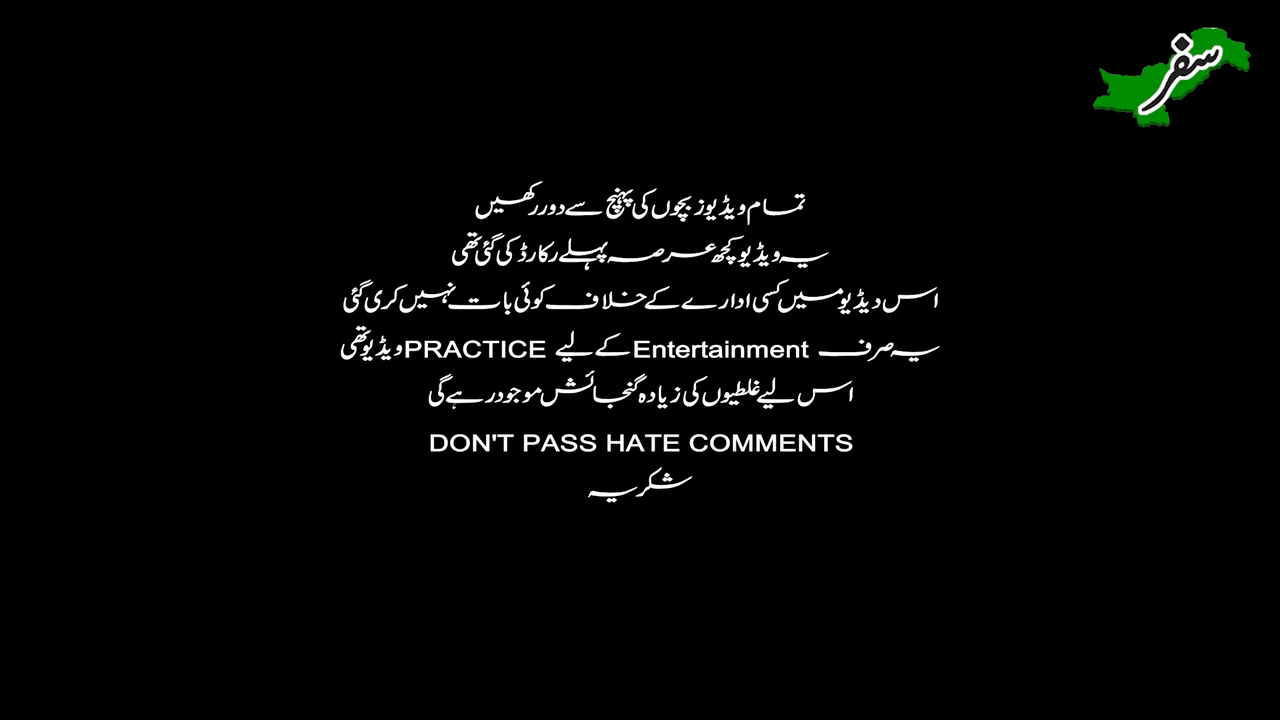 سفر
تمام ویڈیوز بچوں کی پہنچ سے دور رکھیں
یہ ویڈیو کچھ عرصہ پہلے رکارڈ کی گئی تھی
اس دیڈیو میں کسی ادارے کے خلاف کوئی بات نہیں کری گئی
یہ صرف Entertainment کے لیے PRACTICE ویڈیو تھی
اس لیے غلطیوں کی زیادہ گنجائش موجود رہے گی
DON'T PASS HATE COMMENTS
شکریہ